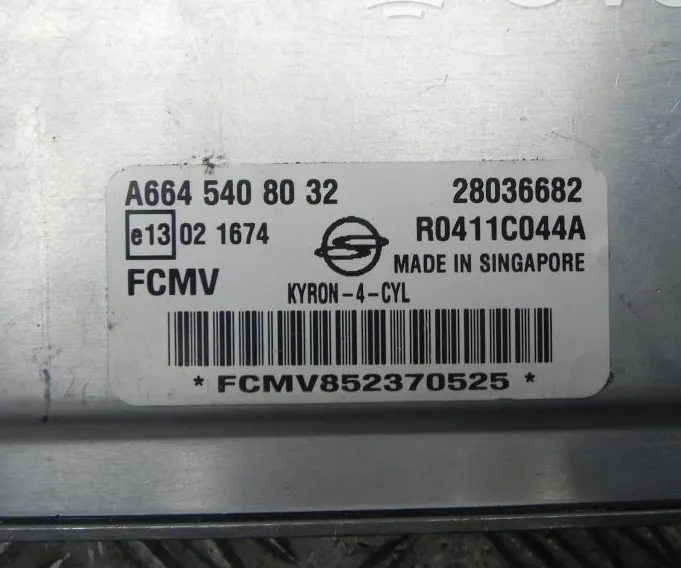 A664 540 80 32 28036682
e13 02 1674 R0411C044A
FCMV MADE IN SINGAPORE
KYRON-4-CYL
* FCMV852370525 *